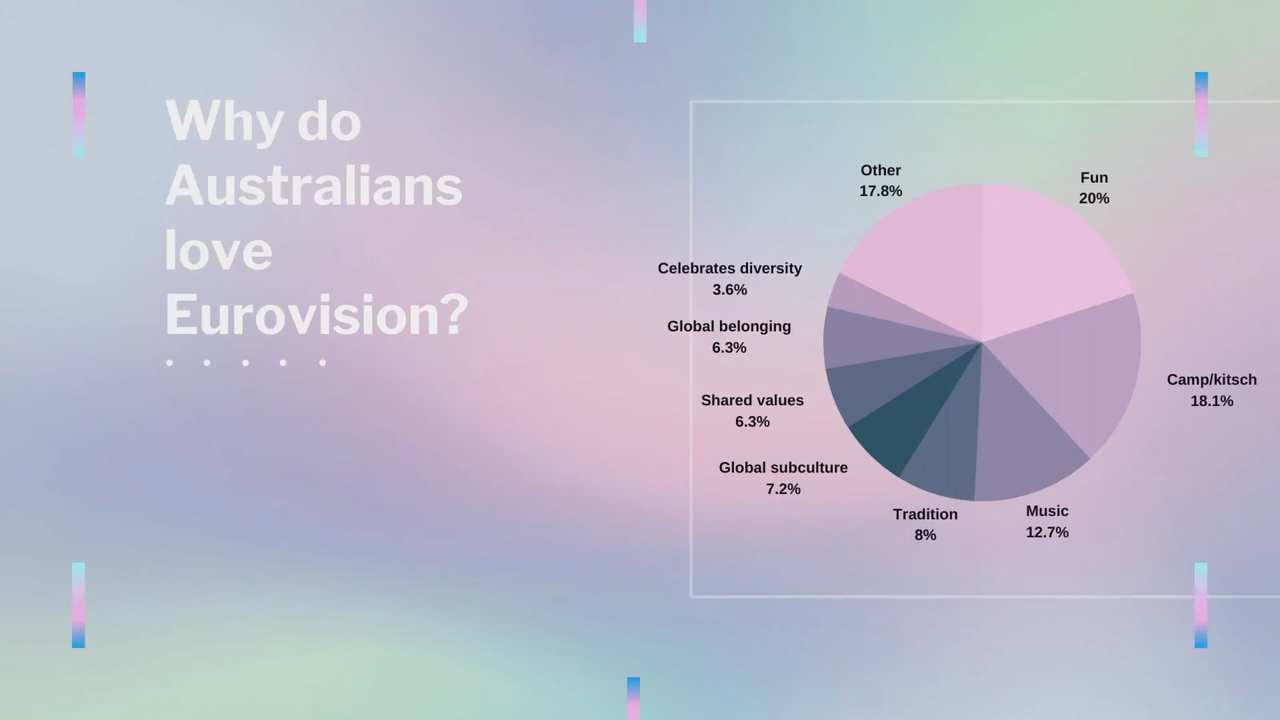 Why do
Australians
love
Eurovision?
Other
17.8%
Fun
20%
Celebrates diversity
3.6%
Global belonging
6.3%
Camp/kitsch
18.1%
Shared values
6.3%
Global subculture
7.2%
Tradition
8%
Music
12.7%